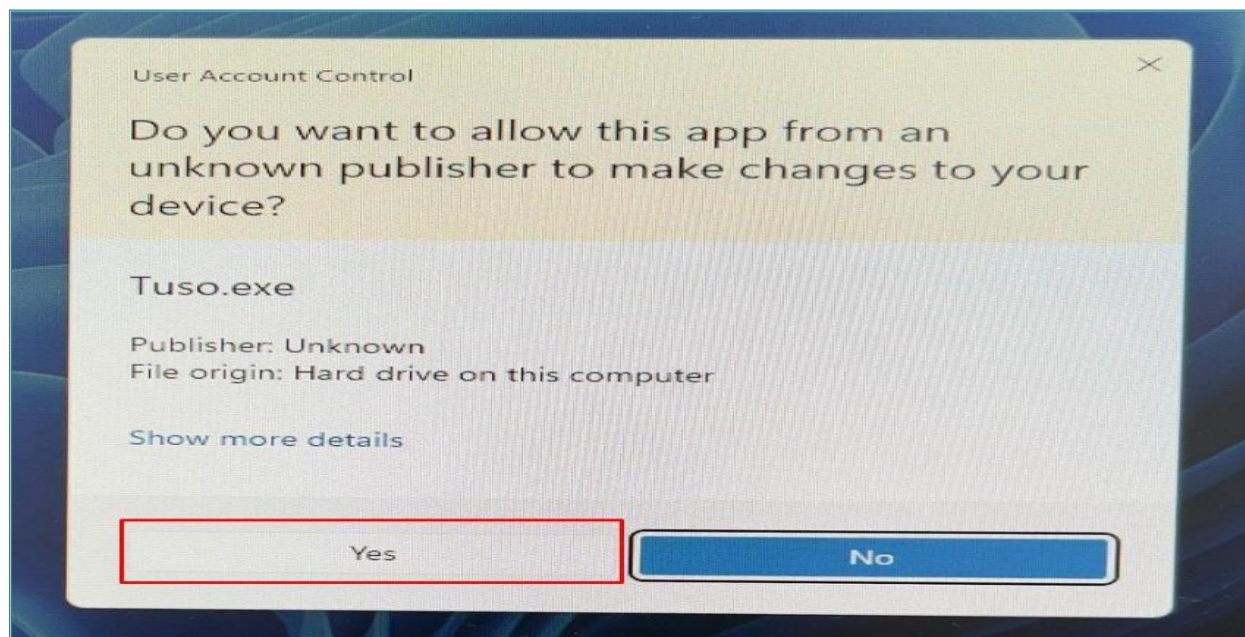 User Account Control
Do you want to allow this app from an
unknown publisher to make changes to your
device?
Tuso.exe
Publisher: Unknown
File origin: Hard drive on this computer
Show more details
Yes
No